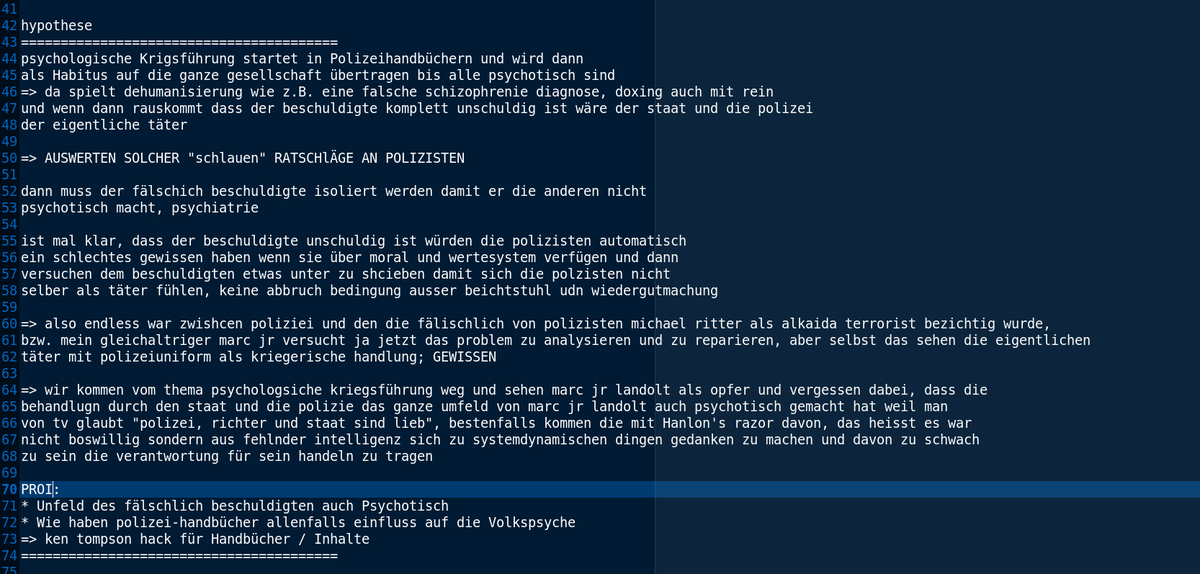 41
42 hypothese
43 ========================================
44 psychologische Krigsführung startet in Polizeihandbüchern und wird dann
45 als Habitus auf die ganze gesellschaft übertragen bis alle psychotisch sind
46 => da spielt dehumanisierung wie z.B. eine falsche schizophrenie diagnose, doxing auch mit rein
47 und wenn dann rauskommt dass der beschuldigte komplett unschuldig ist wäre der staat und die polizei
48 der eigentliche täter
49
50 => AUSWERTEN SOLCHER "schlauen" RATSCHlÄGE AN POLIZISTEN
51
52 dann muss der fälschich beschuldigte isoliert werden damit er die anderen nicht
53 psychotisch macht, psychiatrie
54
55 ist mal klar, dass der beschuldigte unschuldig ist würden die polizisten automatisch
56 ein schlechtes gewissen haben wenn sie über moral und wertesystem verfügen und dann
57 versuchen dem beschuldigten etwas unter zu shcieben damit sich die polzisten nicht
58 selber als täter fühlen, keine abbruch bedingung ausser beichtstuhl udn wiedergutmachung
59
60 => also endless war zwishcen poliziei und den die fälischlich von polizisten michael ritter als alkaida terrorist bezichtig wurde,
61 bzw. mein gleichaltriger marc jr versucht ja jetzt das problem zu analysieren und zu reparieren, aber selbst das sehen die eigentlichen
62 täter mit polizeiuniform als kriegerische handlung; GEWISSEN
63
64 => wir kommen vom thema psychologsiche kriegsführung weg und sehen marc jr landolt als opfer und vergessen dabei, dass die
65 behandlugn durch den staat und die polizie das ganze umfeld von marc jr landolt auch psychotisch gemacht hat weil man
66 von tv glaubt "polizei, richter und staat sind lieb", bestenfalls kommen die mit Hanlon's razor davon, das heisst es war
67 nicht boswillig sondern aus fehlnder intelligenz sich zu systemdynamischen dingen gedanken zu machen und davon zu schwach
68 zu sein die verantwortung für sein handeln zu tragen
69
70 PROI:
71 * Unfeld des fälschlich beschuldigten auch Psychotisch
72 * Wie haben polizei-handbücher allenfalls einfluss auf die Volkspsyche
73 => ken tompson hack für Handbücher / Inhalte
74 ========================================
75